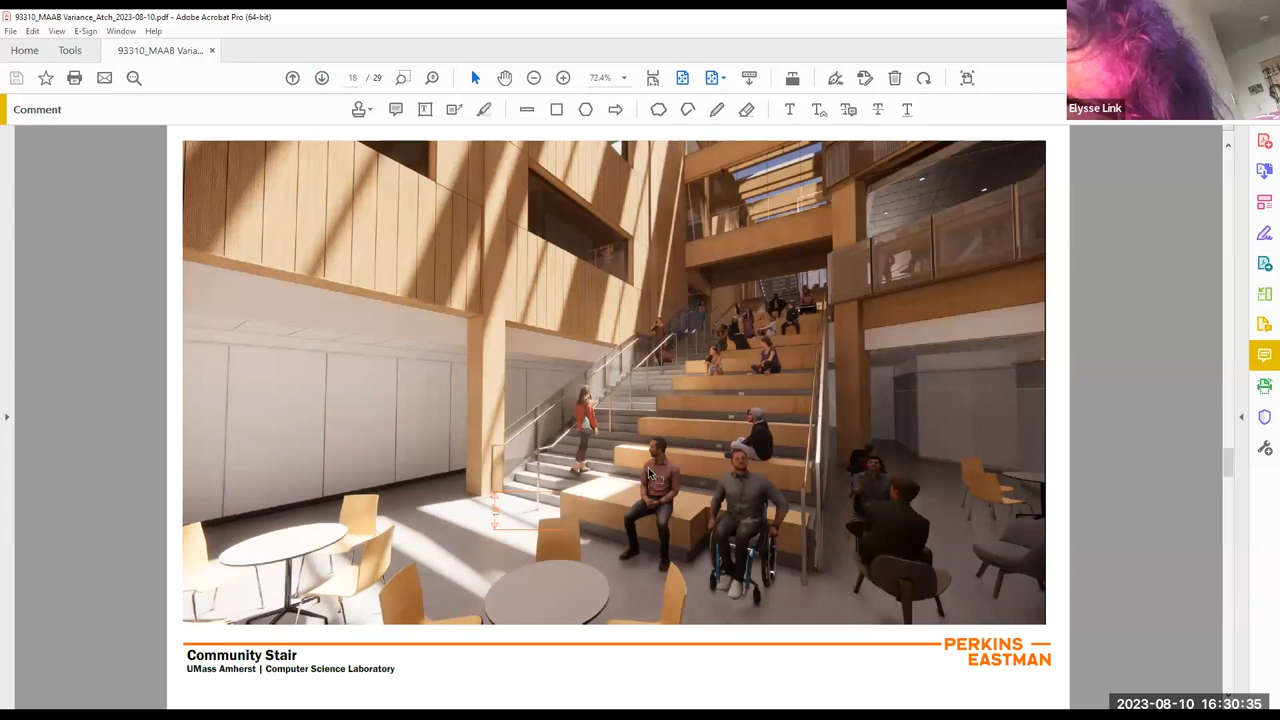 93310_MAAB Variance_Atch_2023-08-10.pdf - Adobe Acrobat Pro (64-bit)
File Edit View E-Sign Window Help
Home Tools 93310_MAAB Varia... ×
18 / 29 72.4%
Comment
Elysse Link
Community Stair
UMass Amherst | Computer Science Laboratory
PERKINS
EASTMAN
2023-08-10 16:30:35